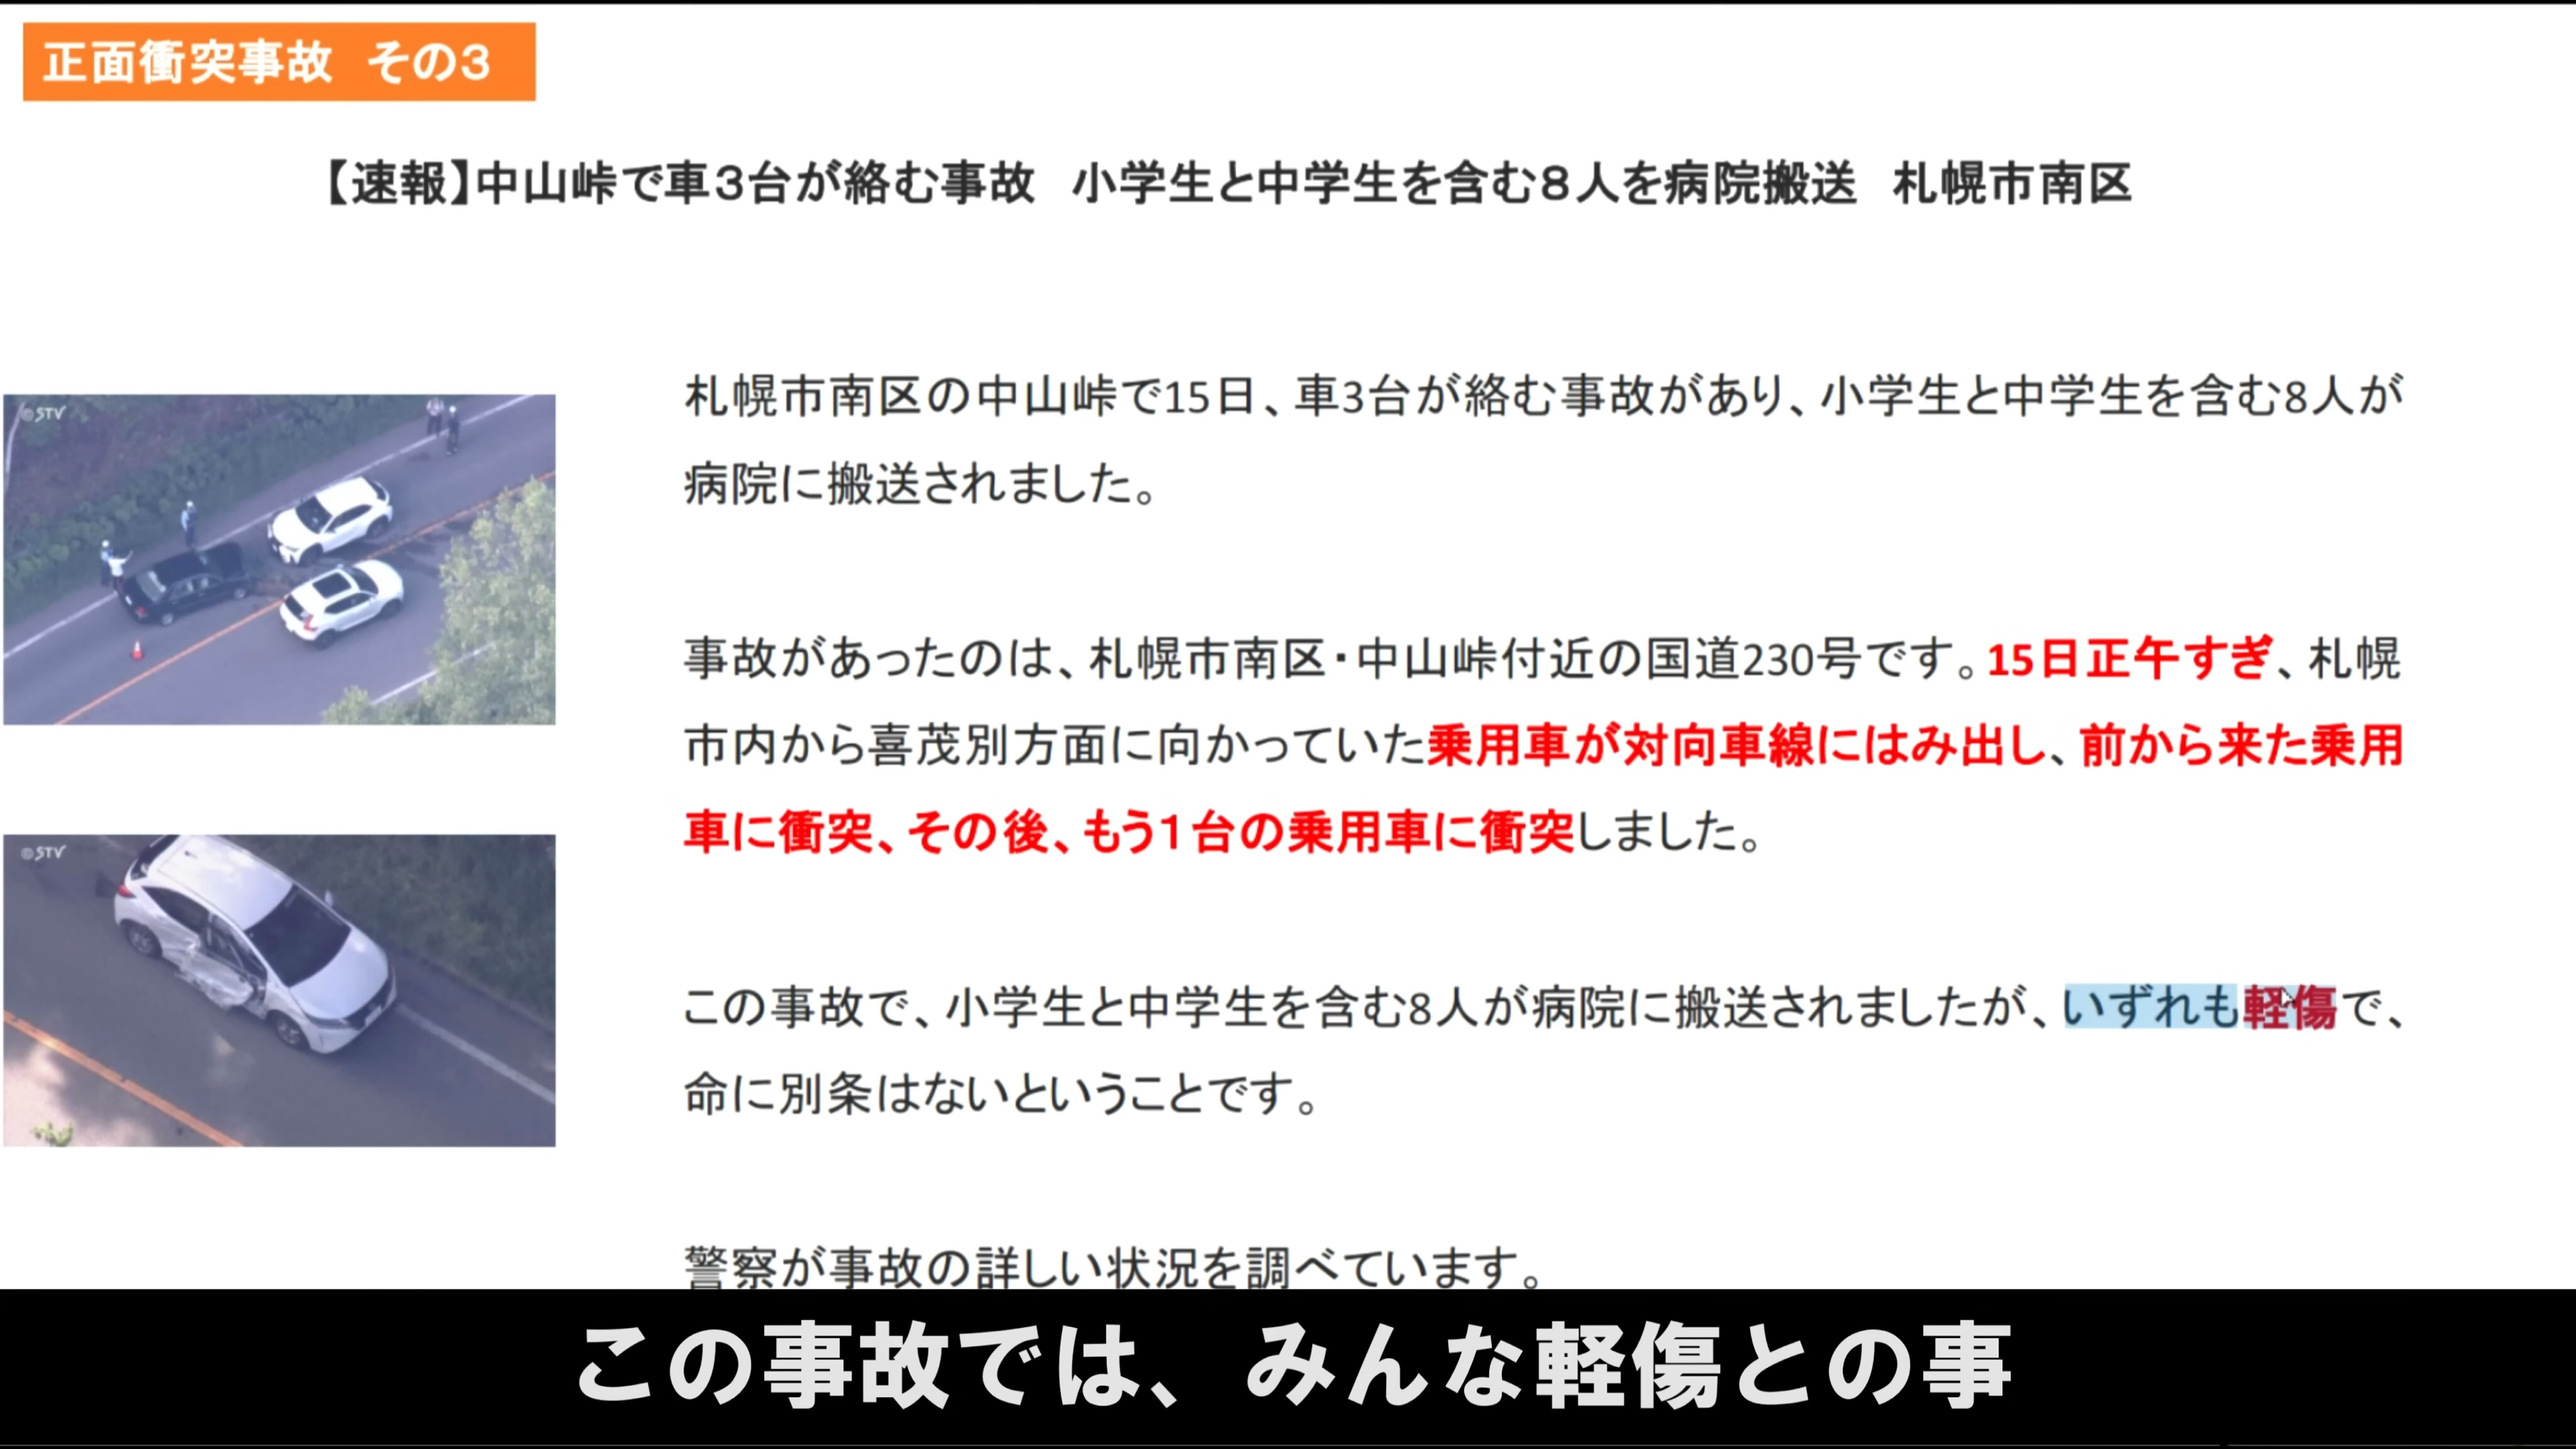 正面衝突事故　その3
【速報】中山峠で車3台が絡む事故　小学生と中学生を含む8人を病院搬送　札幌市南区
©STV
札幌市南区の中山峠で15日、車3台が絡む事故があり、小学生と中学生を含む8人が
病院に搬送されました。
事故があったのは、札幌市南区・中山峠付近の国道230号です。15日正午すぎ、札幌
市内から喜茂別方面に向かっていた乗用車が対向車線にはみ出し、前から来た乗用
車に衝突、その後、もう1台の乗用車に衝突しました。
©STV
この事故で、小学生と中学生を含む8人が病院に搬送されましたが、いずれも軽傷で、
命に別条はないということです。
警察が事故の詳しい状況を調べています。
この事故では、みんな軽傷との事